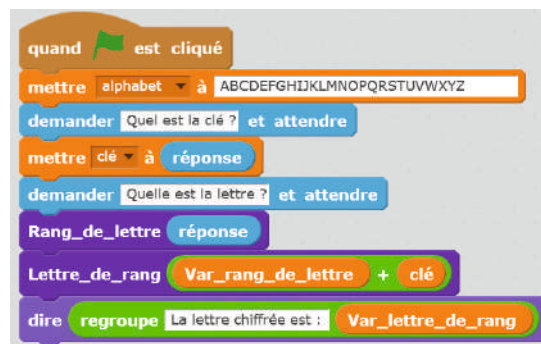 quand est cliqué
mettre alphabet à ABCDEFGHIJKLMNOPQRSTUVWXYZ
demander Quel est la clé ? et attendre
mettre clé à réponse
demander Quelle est la lettre ? et attendre
Rang_de_lettre réponse
Lettre_de_rang Var_rang_de_lettre + clé
dire regroupe La lettre chiffrée est : Var_lettre_de_rang